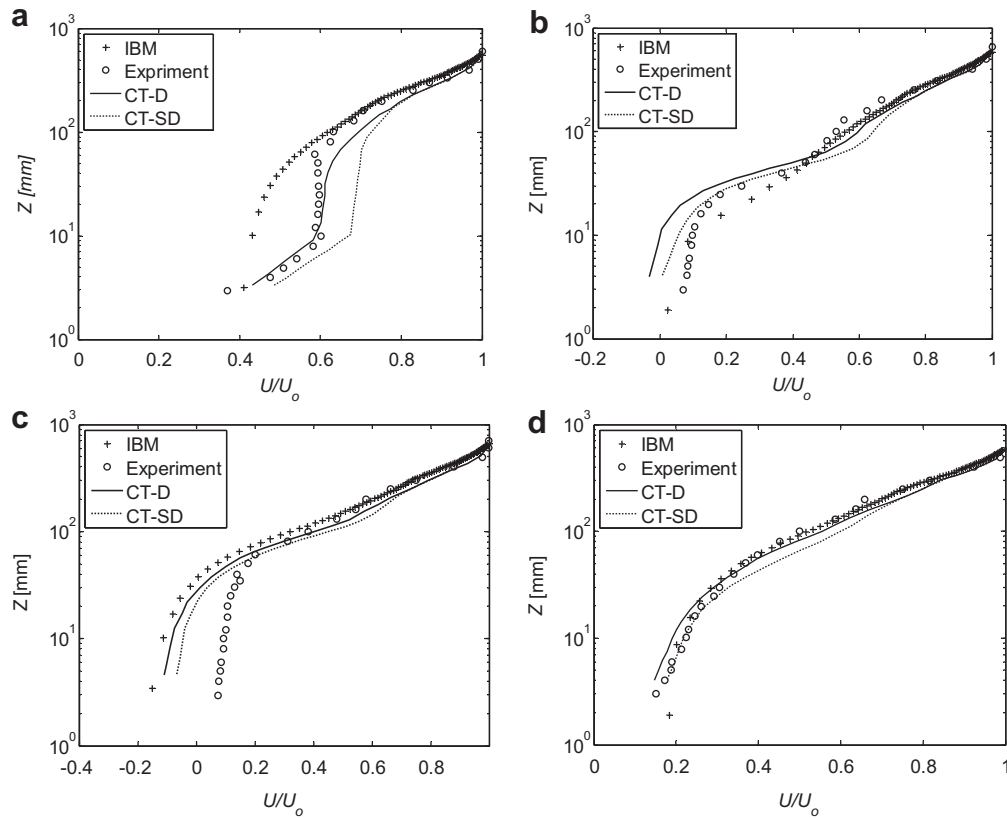 a
10^3
10^2
10^1
10^0
Z [mm]
IBM
Expriment
CT-D
CT-SD
0 0.2 0.4 0.6 0.8 1
U/U_o
b
10^3
10^2
10^1
10^0
Z [mm]
IBM
Experiment
CT-D
CT-SD
-0.2 0 0.2 0.4 0.6 0.8 1
U/U_o
c
10^3
10^2
10^1
10^0
Z [mm]
IBM
Experiment
CT-D
CT-SD
-0.4 -0.2 0 0.2 0.4 0.6 0.8
U/U_o
d
10^3
10^2
10^1
10^0
Z [mm]
IBM
Experiment
CT-D
CT-SD
0 0.2 0.4 0.6 0.8 1
U/U_o